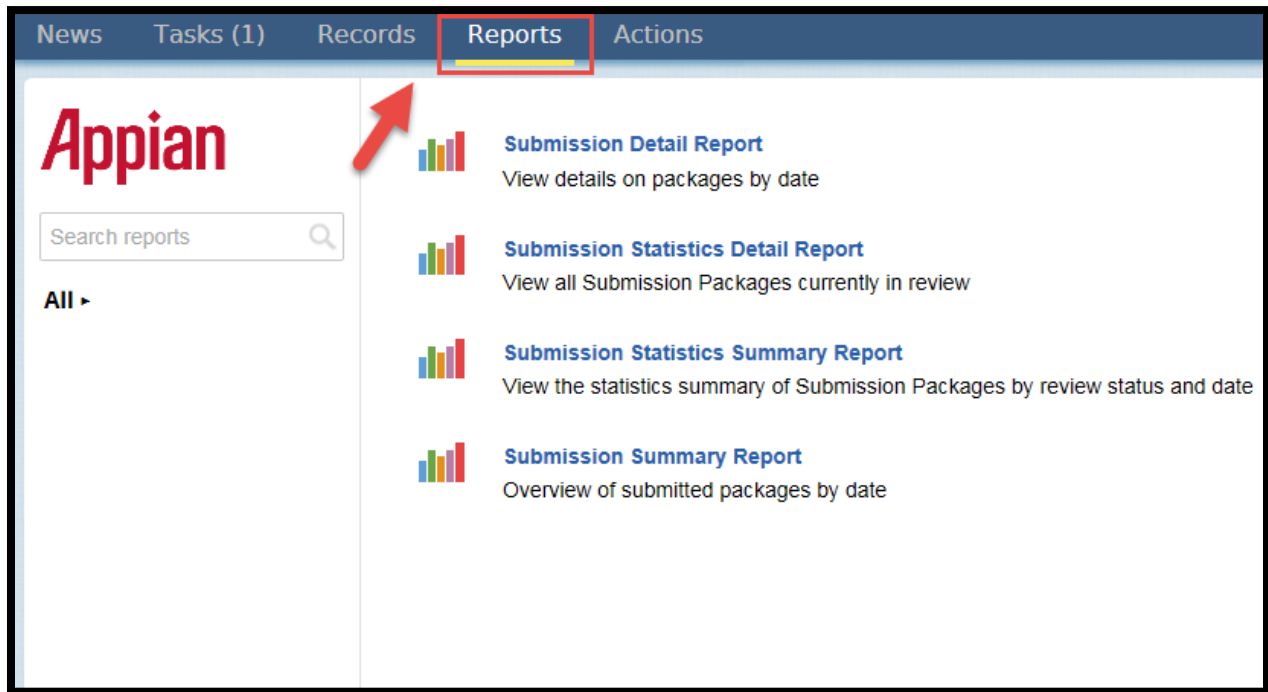 News Tasks (1) Records Reports Actions
Appian
Search reports
All ▸
Submission Detail Report
View details on packages by date
Submission Statistics Detail Report
View all Submission Packages currently in review
Submission Statistics Summary Report
View the statistics summary of Submission Packages by review status and date
Submission Summary Report
Overview of submitted packages by date